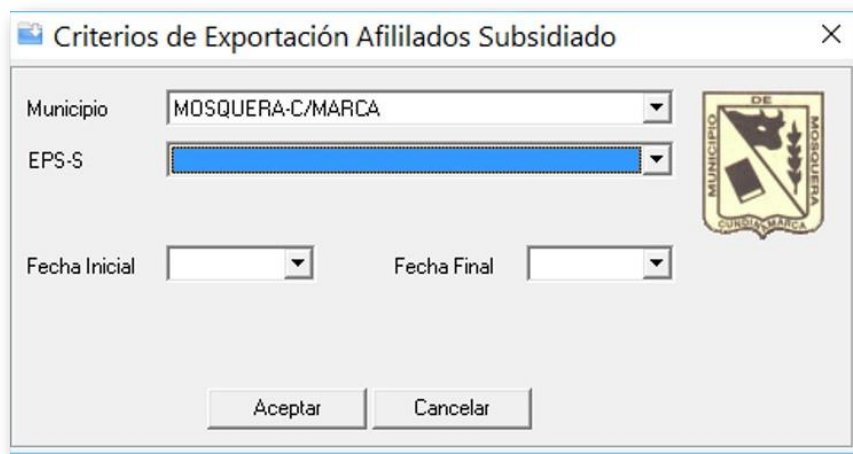 Criterios de Exportación Afililados Subsidiado
Municipio MOSQUERA-C/MARCA
EPS-S
Fecha Inicial Fecha Final
Aceptar Cancelar
MUNICIPIO DE MOSQUERA
CUNDINAMARCA